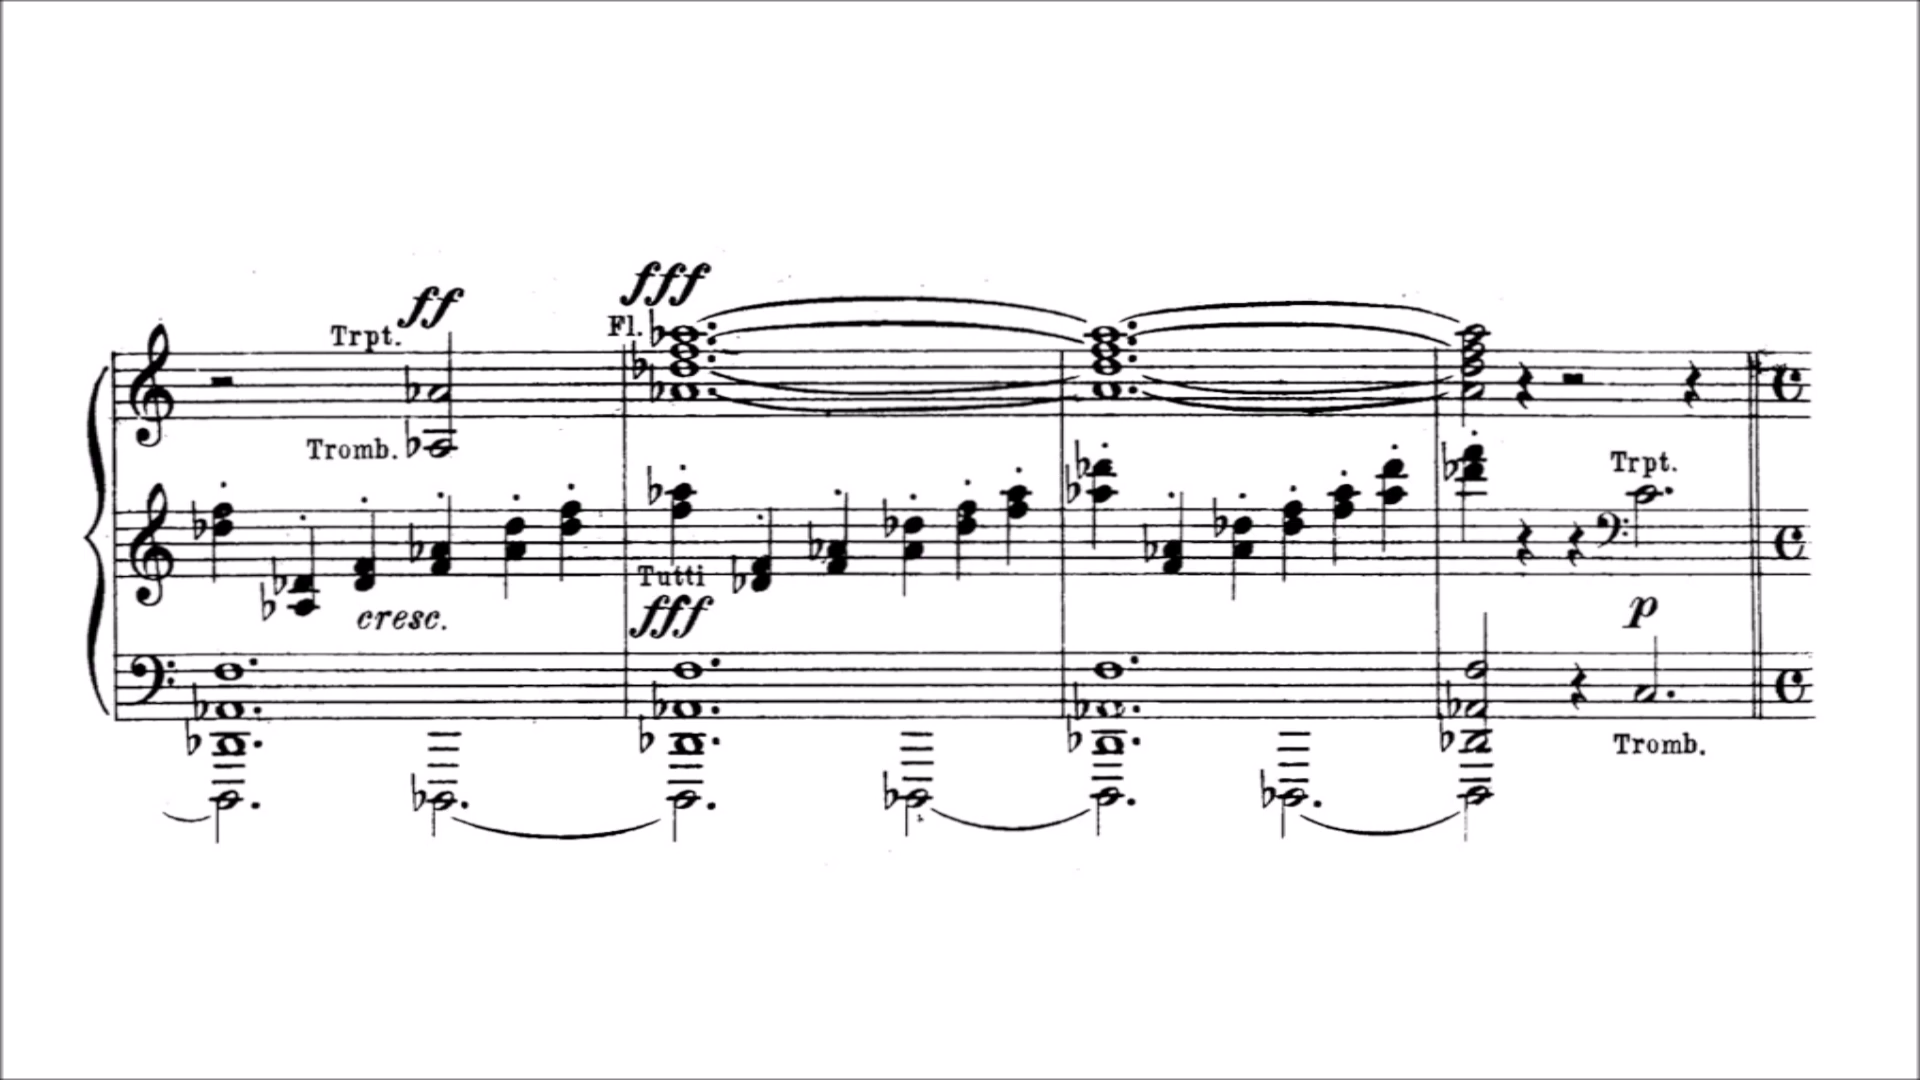 fff
ff
Fl.
Trpt.
Tromb.
Trpt.
Tutti
cresc.
fff
p
Tromb.